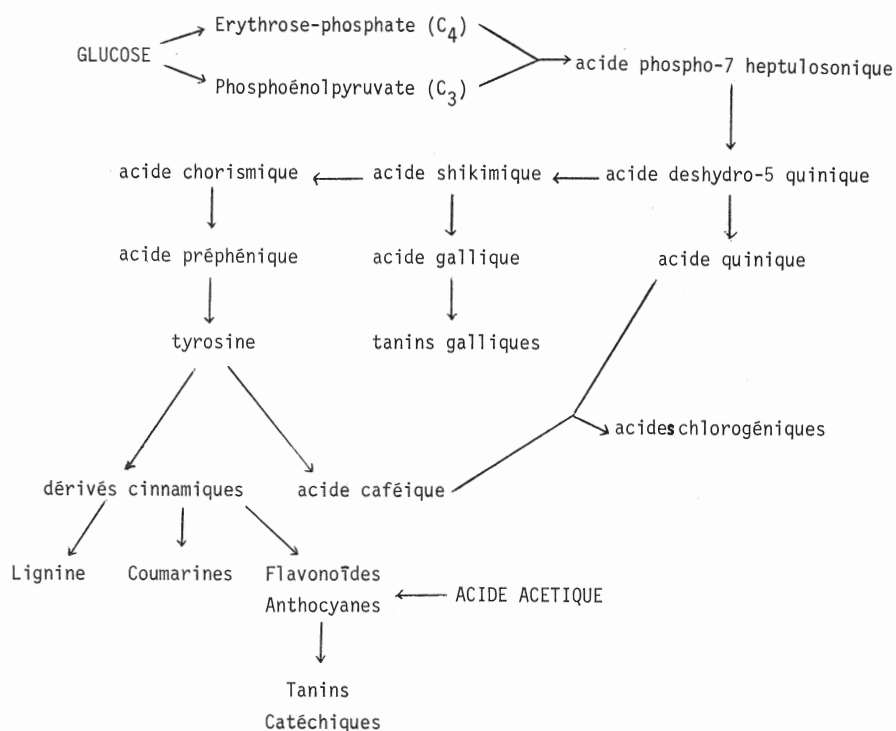 Erythrose-phosphate (C4)
GLUCOSE
Phosphoénolpyruvate (C3)
acide phospho-7 heptulosonique
acide chorismique
acide shikimique
acide deshydro-5 quinique
acide préphénique
acide gallique
acide quinique
tyrosine
tanins galliques
acides chlorogéniques
dérivés cinnamiques
acide caféique
Lignine
Coumarines
Flavonoïdes
Anthocyanes
ACIDE ACETIQUE
Tanins
Catéchiques